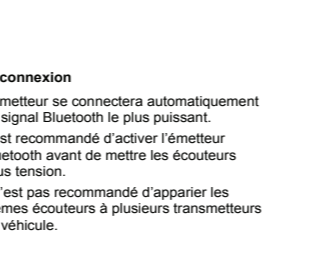 connexion
metteur se connectera automatiquement
signal Bluetooth le plus puissant.
st recommandé d'activer l'émetteur
uetooth avant de mettre les écouteurs
us tension.
'est pas recommandé d'apparier les
mes écouteurs à plusieurs transmetteurs
véhicule.